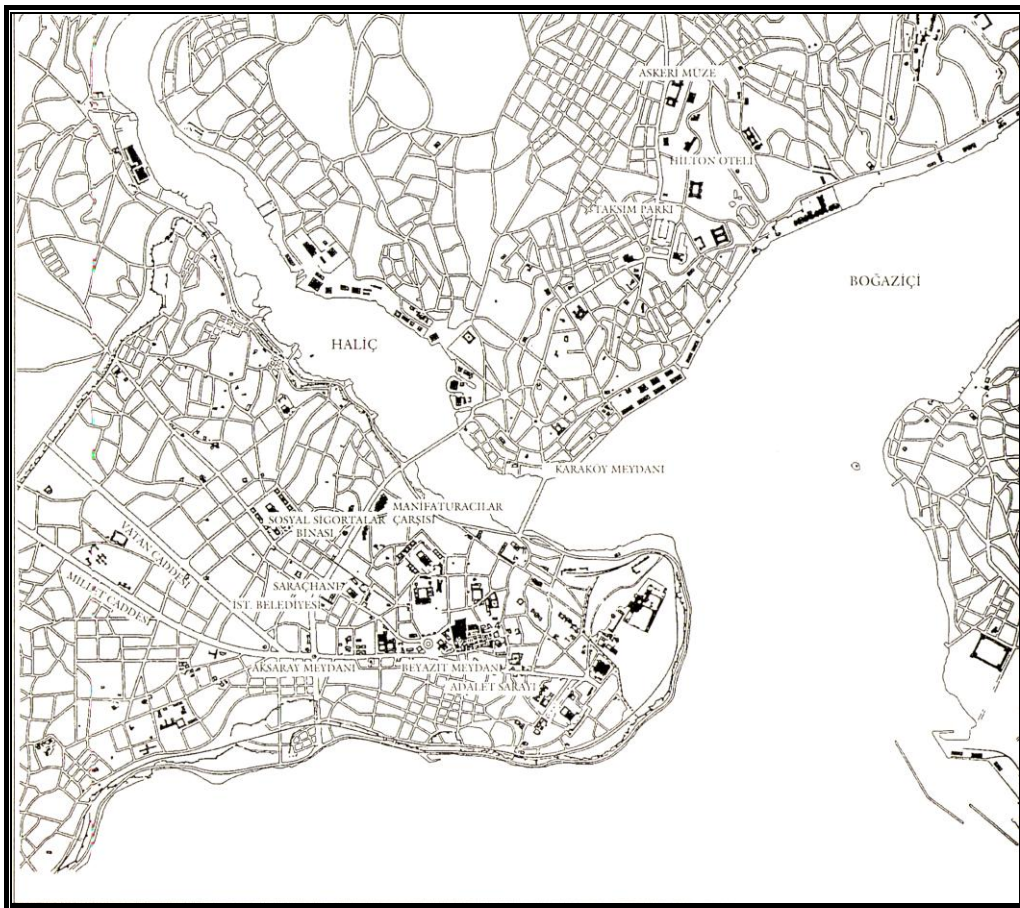 ASKERİ MÜZE
HİLTON OTELİ
TAKSİM PARKI
BOĞAZİÇİ
HALİÇ
KARAKÖY MEYDANI
MANİFATURACILAR
ÇARŞISI
SOSYAL SİGORTALAR
BİNASI
VATAN CADDESİ
MİLLET CADDESİ
SARAÇHANE
İST. BELEDİYESİ
AKSARAY MEYDANI
BEYAZIT MEYDANI
ADALET SARAYI